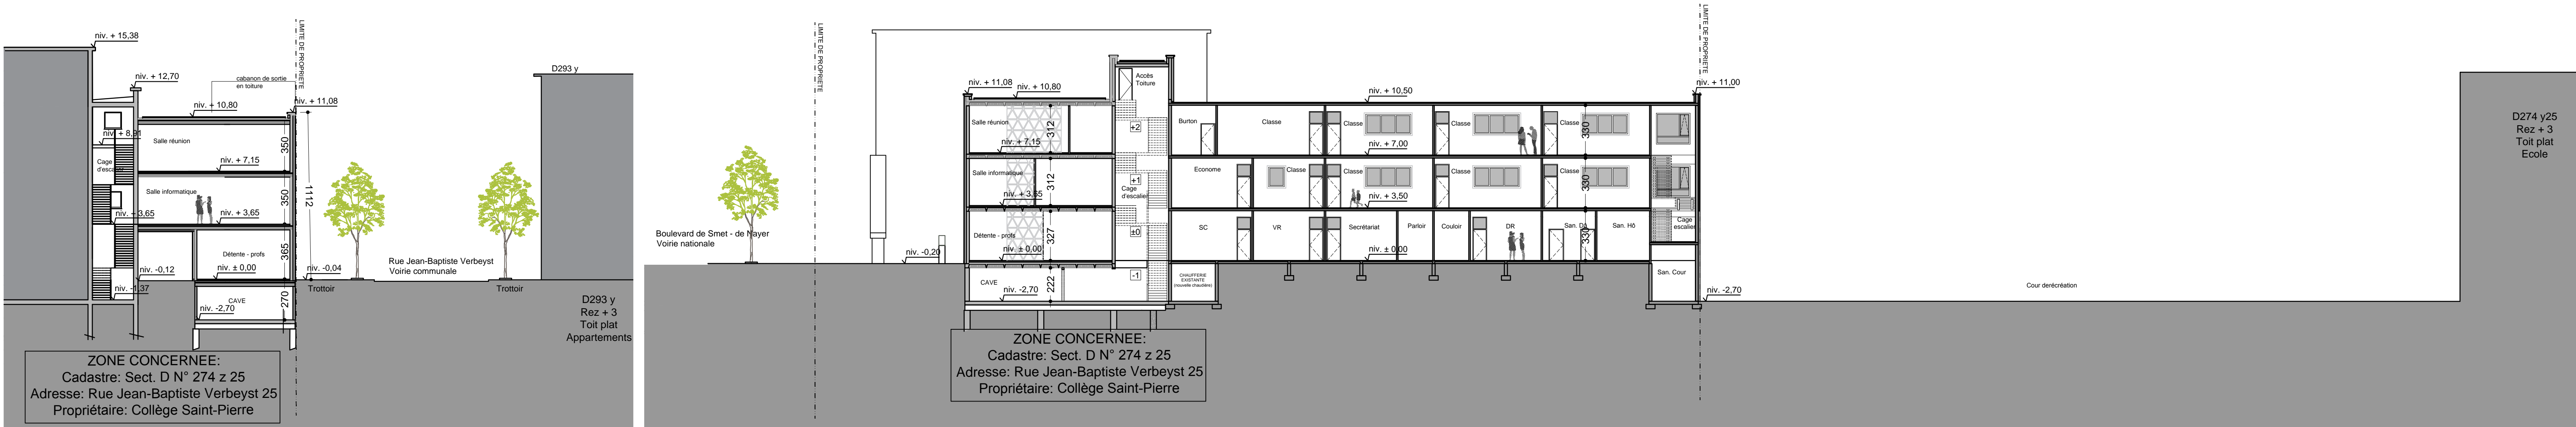 niv. + 15,38
LIMITE DE PROPRIETE
niv. + 12,70
cabanon de sortie
en toiture
niv. + 10,80
niv. + 11,08
niv. + 8,91
Salle réunion
350
niv. + 7,15
Cage
d'escalier
Salle informatique
350
niv. + 3,65
niv. + 3,65
1112
Détente - profs
365
niv. -0,12
niv. ± 0,00
niv. -0,04
niv. -1,37
CAVE
270
niv. -2,70
Trottoir
Rue Jean-Baptiste Verbeyst
Voirie communale
Trottoir
D293 y
D293 y
Rez + 3
Toit plat
Appartements
ZONE CONCERNEE:
Cadastre: Sect. D N° 274 z 25
Adresse: Rue Jean-Baptiste Verbeyst 25
Propriétaire: Collège Saint-Pierre
LIMITE DE PROPRIETE
Boulevard de Smet - de Nayer
Voirie nationale
niv. -0,20
niv. + 11,08
niv. + 10,80
Accès
Toiture
Salle réunion
312
niv. + 7,15
+2
Salle informatique
312
niv. + 3,65
+1
Cage
d'escalier
Détente - profs
327
niv. ± 0,00
±0
CAVE
niv. -2,70
222
-1
niv. + 10,50
Burton
Classe
Classe
Classe
Classe
330
niv. + 7,00
Econome
Classe
Classe
Classe
Classe
330
niv. + 3,50
SC
VR
Secrétariat
Parloir
Couloir
DR
San. Da
330
San. Hô
niv. ± 0,00
Cage
escalier
CHAUFFERIE
EXISTANTE
(nouvelle chaudière)
San. Cour
LIMITE DE PROPRIETE
niv. + 11,00
niv. -2,70
Cour derécréation
D274 y25
Rez + 3
Toit plat
Ecole
ZONE CONCERNEE:
Cadastre: Sect. D N° 274 z 25
Adresse: Rue Jean-Baptiste Verbeyst 25
Propriétaire: Collège Saint-Pierre